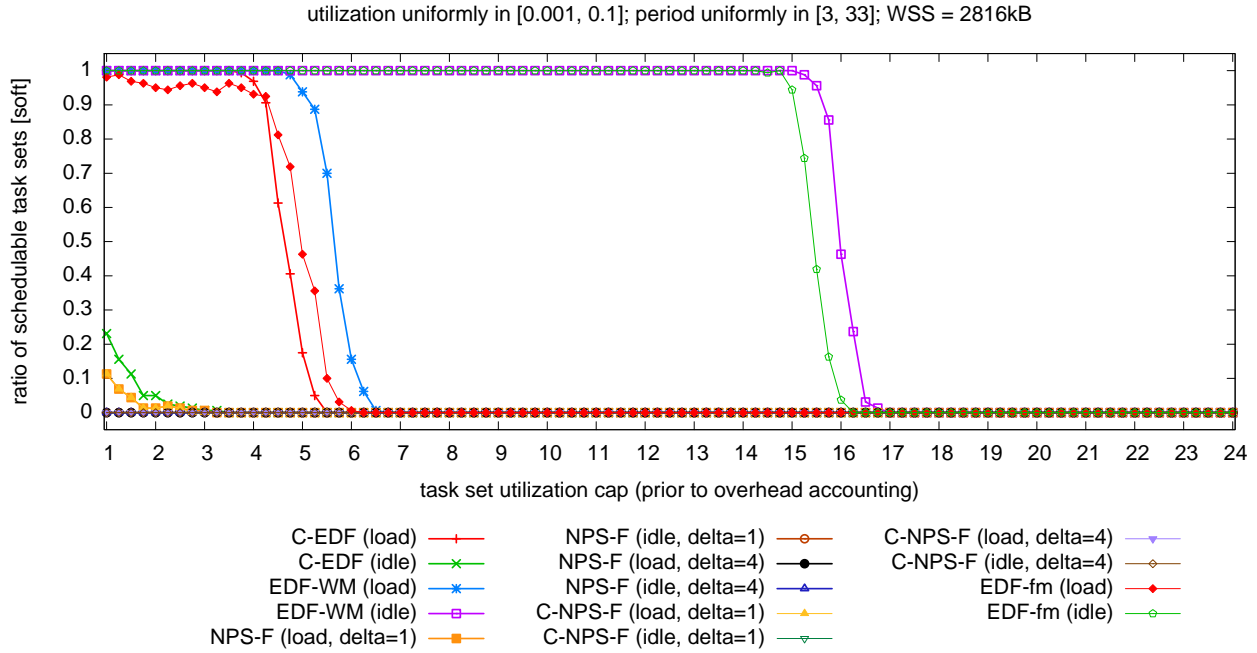 utilization uniformly in [0.001, 0.1]; period uniformly in [3, 33]; WSS = 2816kB
ratio of schedulable task sets [soft]
1
0.9
0.8
0.7
0.6
0.5
0.4
0.3
0.2
0.1
0
1 2 3 4 5 6 7 8 9 10 11 12 13 14 15 16 17 18 19 20 21 22 23 24
task set utilization cap (prior to overhead accounting)
C-EDF (load)
C-EDF (idle)
EDF-WM (load)
EDF-WM (idle)
NPS-F (load, delta=1)
NPS-F (idle, delta=1)
NPS-F (load, delta=4)
NPS-F (idle, delta=4)
C-NPS-F (load, delta=1)
C-NPS-F (idle, delta=1)
C-NPS-F (load, delta=4)
C-NPS-F (idle, delta=4)
EDF-fm (load)
EDF-fm (idle)